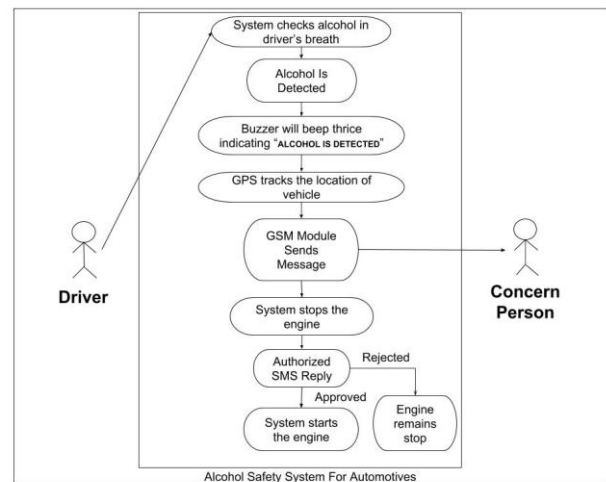 System checks alcohol in
driver's breath
Alcohol Is
Detected
Buzzer will beep thrice
indicating "ALCOHOL IS DETECTED"
GPS tracks the location of
vehicle
GSM Module
Sends
Message
Driver
Concern
Person
System stops the
engine
Authorized
SMS Reply
Rejected
Approved
System starts
the engine
Engine
remains
stop
Alcohol Safety System For Automotives